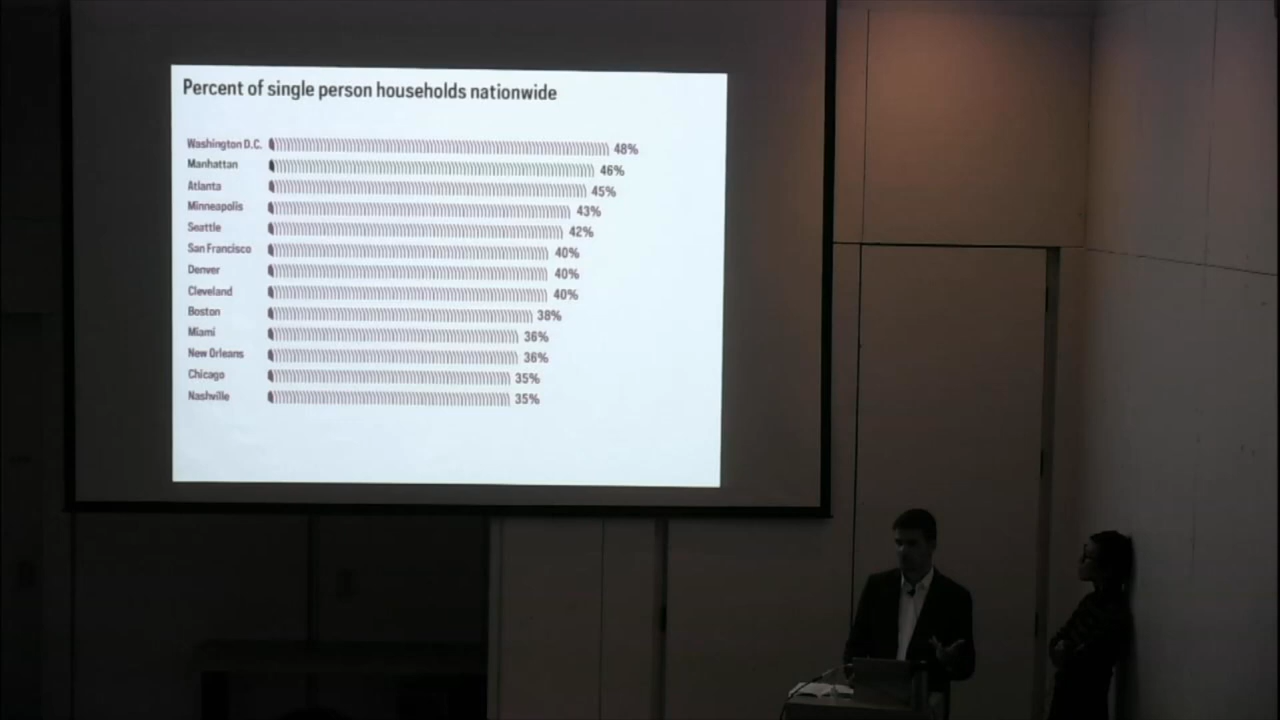 Percent of single person households nationwide
Washington D.C. 48%
Manhattan 46%
Atlanta 45%
Minneapolis 43%
Seattle 42%
San Francisco 40%
Denver 40%
Cleveland 40%
Boston 38%
Miami 36%
New Orleans 36%
Chicago 35%
Nashville 35%